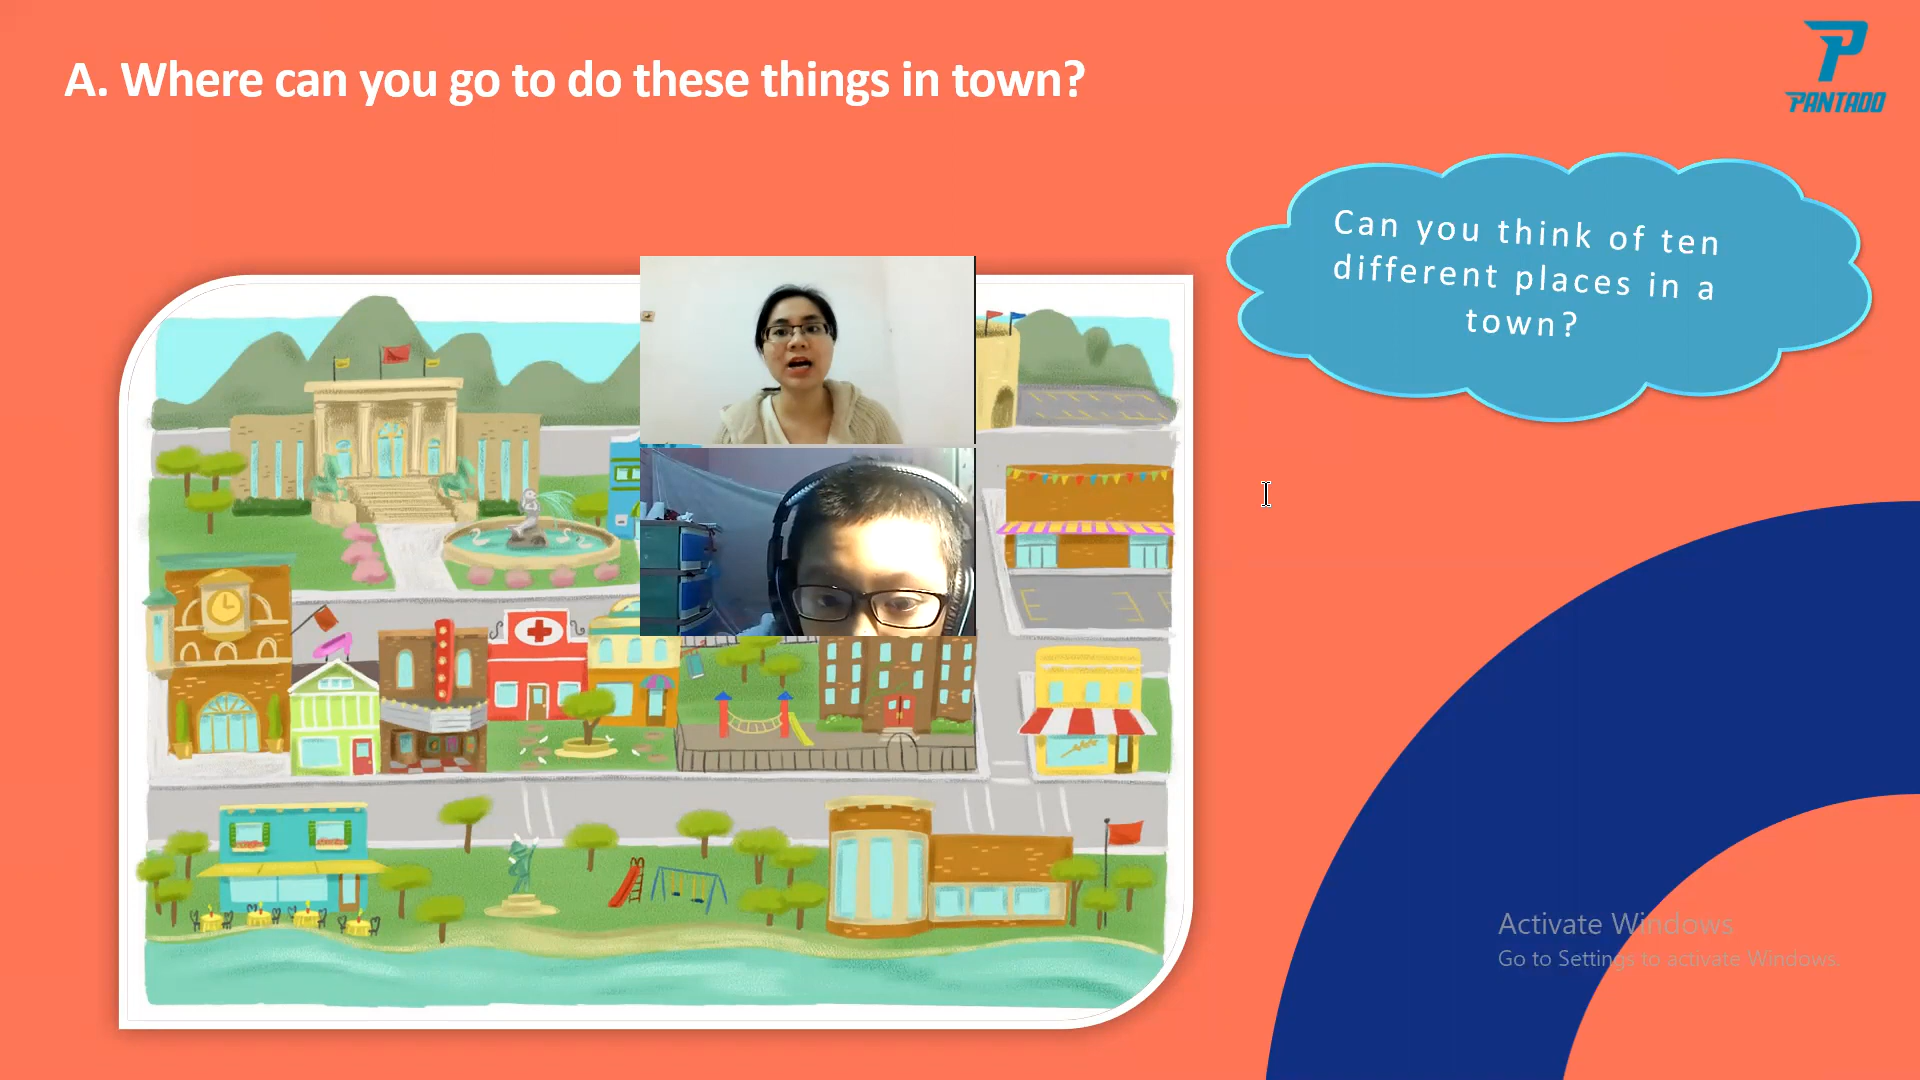 A. Where can you go to do these things in town?
PANTADO
Can you think of ten
different places in a
town?
Activate Windows
Go to Settings to activate Windows.